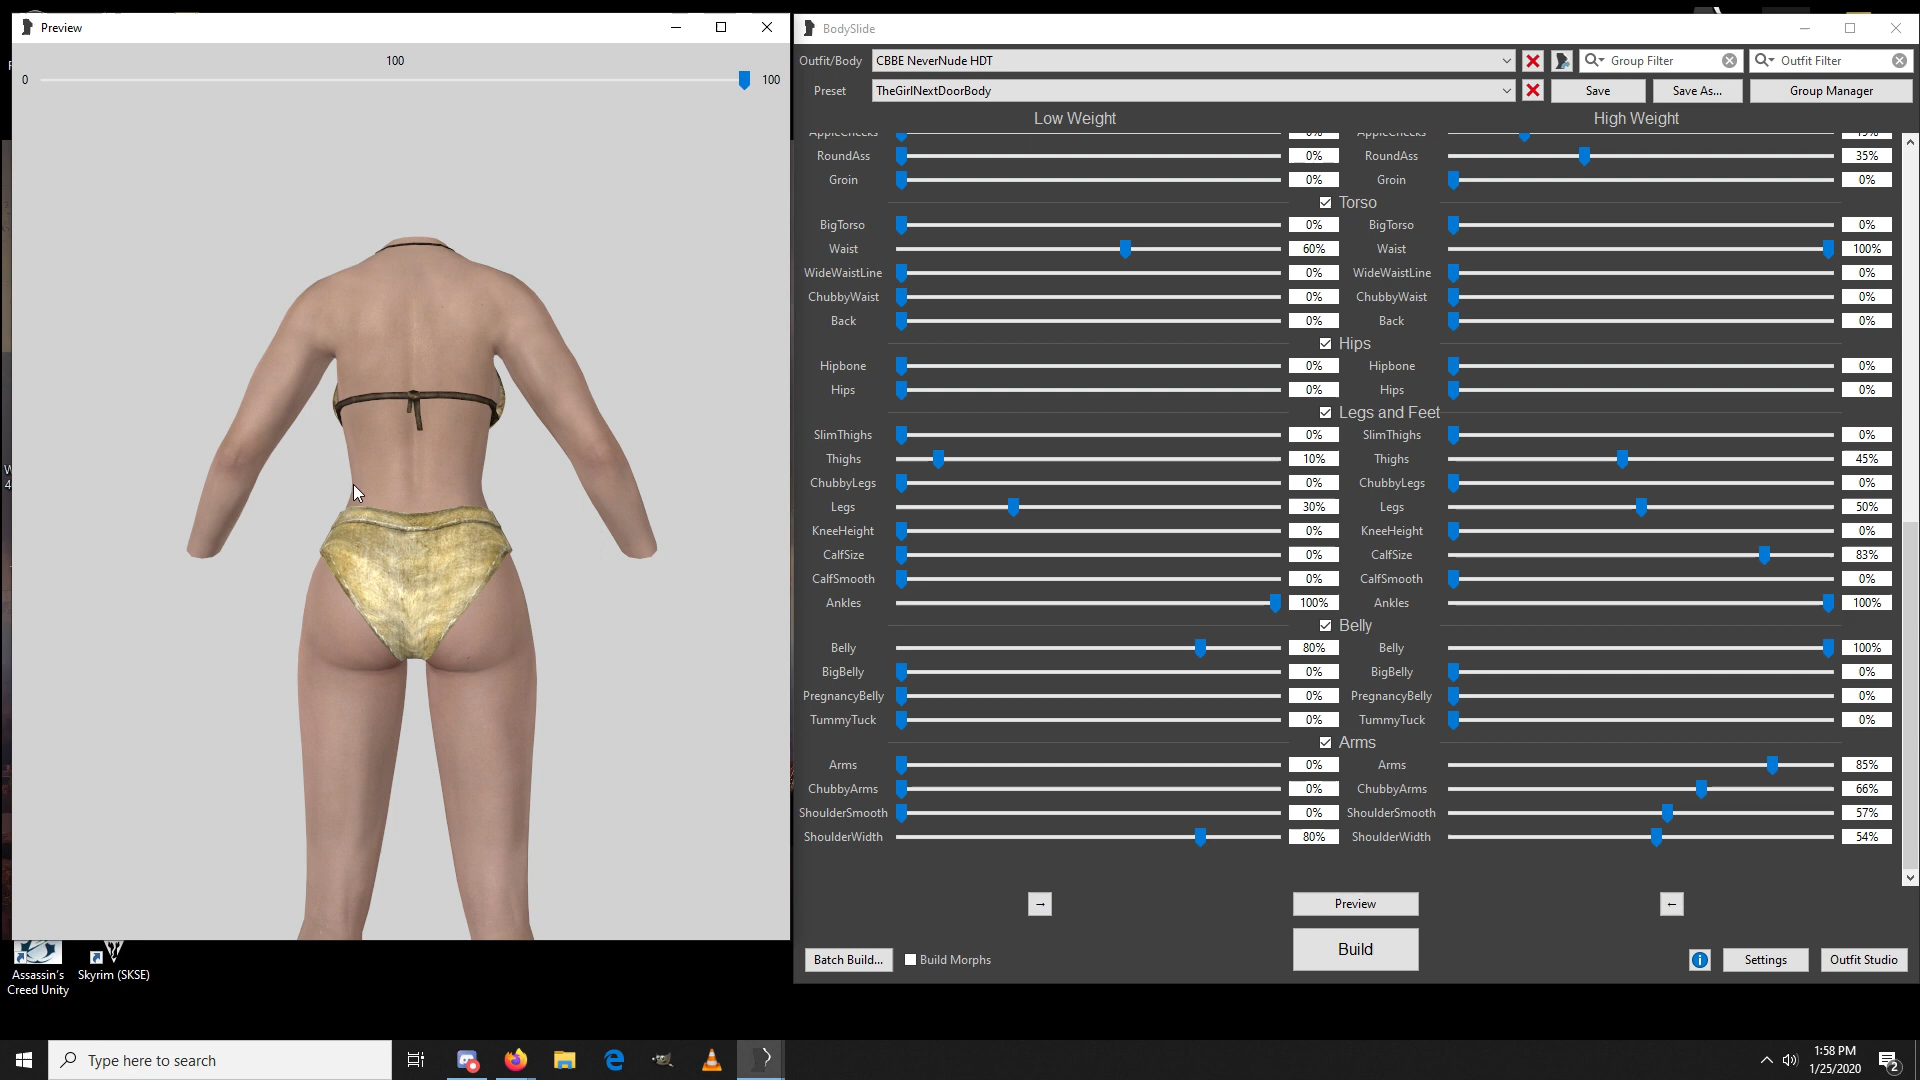 Preview
100
0
100
BodySlide
Outfit/Body
CBBE NeverNude HDT
Group Filter
Outfit Filter
Preset
TheGirlNextDoorBody
Save
Save As...
Group Manager
Low Weight
High Weight
RoundAss 0% RoundAss 35%
Groin 0% Groin 0%
Torso
BigTorso 0% BigTorso 0%
Waist 60% Waist 100%
WideWaistLine 0% WideWaistLine 0%
ChubbyWaist 0% ChubbyWaist 0%
Back 0% Back 0%
Hips
Hipbone 0% Hipbone 0%
Hips 0% Hips 0%
Legs and Feet
SlimThighs 0% SlimThighs 0%
Thighs 10% Thighs 45%
ChubbyLegs 0% ChubbyLegs 0%
Legs 30% Legs 50%
KneeHeight 0% KneeHeight 0%
CalfSize 0% CalfSize 83%
CalfSmooth 0% CalfSmooth 0%
Ankles 100% Ankles 100%
Belly
Belly 80% Belly 100%
BigBelly 0% BigBelly 0%
PregnancyBelly 0% PregnancyBelly 0%
TummyTuck 0% TummyTuck 0%
Arms
Arms 0% Arms 85%
ChubbyArms 0% ChubbyArms 66%
ShoulderSmooth 0% ShoulderSmooth 57%
ShoulderWidth 80% ShoulderWidth 54%
→
Preview
←
Batch Build...
Build Morphs
Build
Settings
Outfit Studio
Assassin's
Creed Unity
Skyrim (SKSE)
Type here to search
1:58 PM
1/25/2020
2